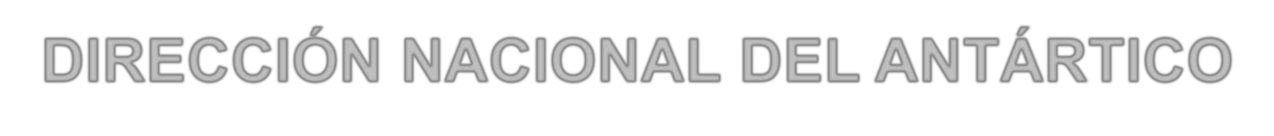 DIRECCIÓN NACIONAL DEL ANTÁRTICO